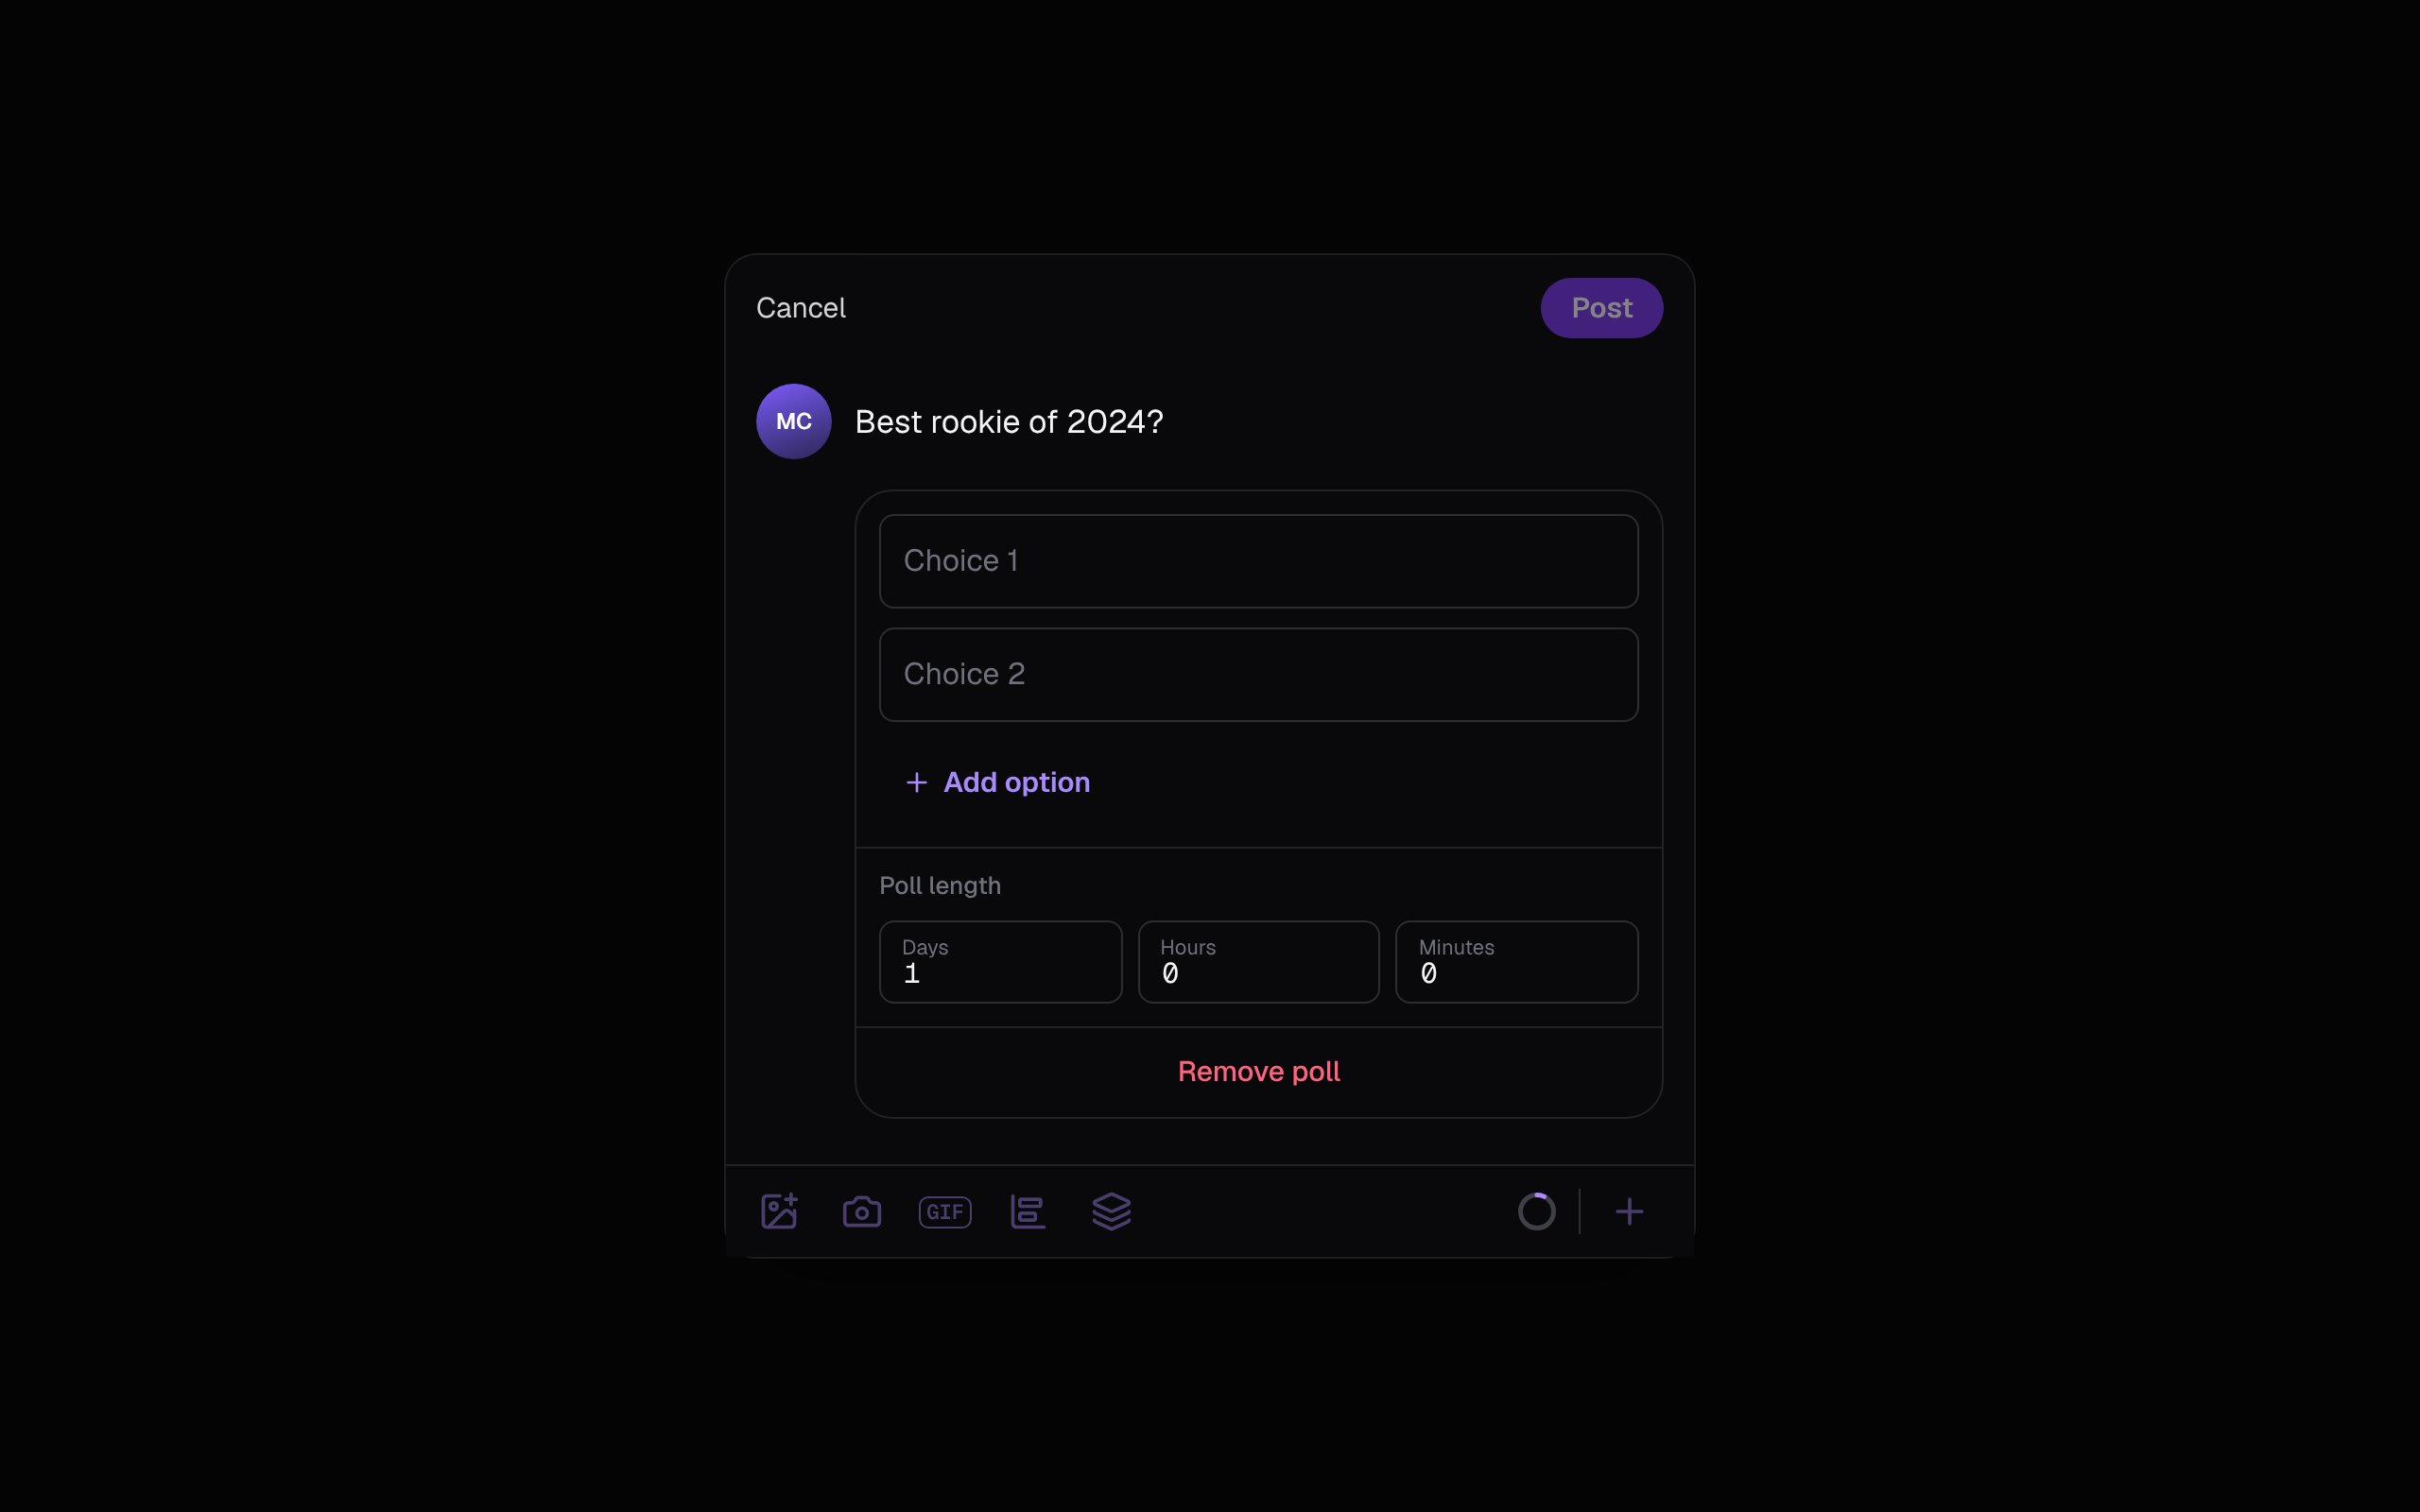 Cancel
Post
MC
Best rookie of 2024?
Choice 1
Choice 2
+ Add option
Poll length
Days
1
Hours
0
Minutes
0
Remove poll
GIF